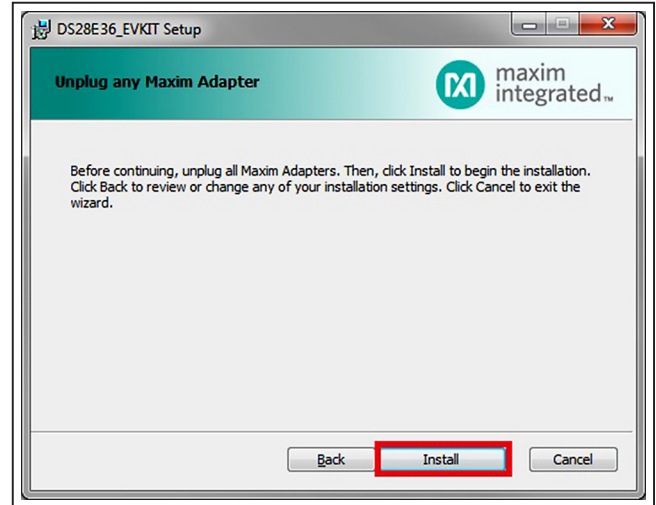 DS28E36_EVKIT Setup
Unplug any Maxim Adapter
maxim
integrated™
Before continuing, unplug all Maxim Adapters. Then, click Install to begin the installation.
Click Back to review or change any of your installation settings. Click Cancel to exit the
wizard.
Back
Install
Cancel